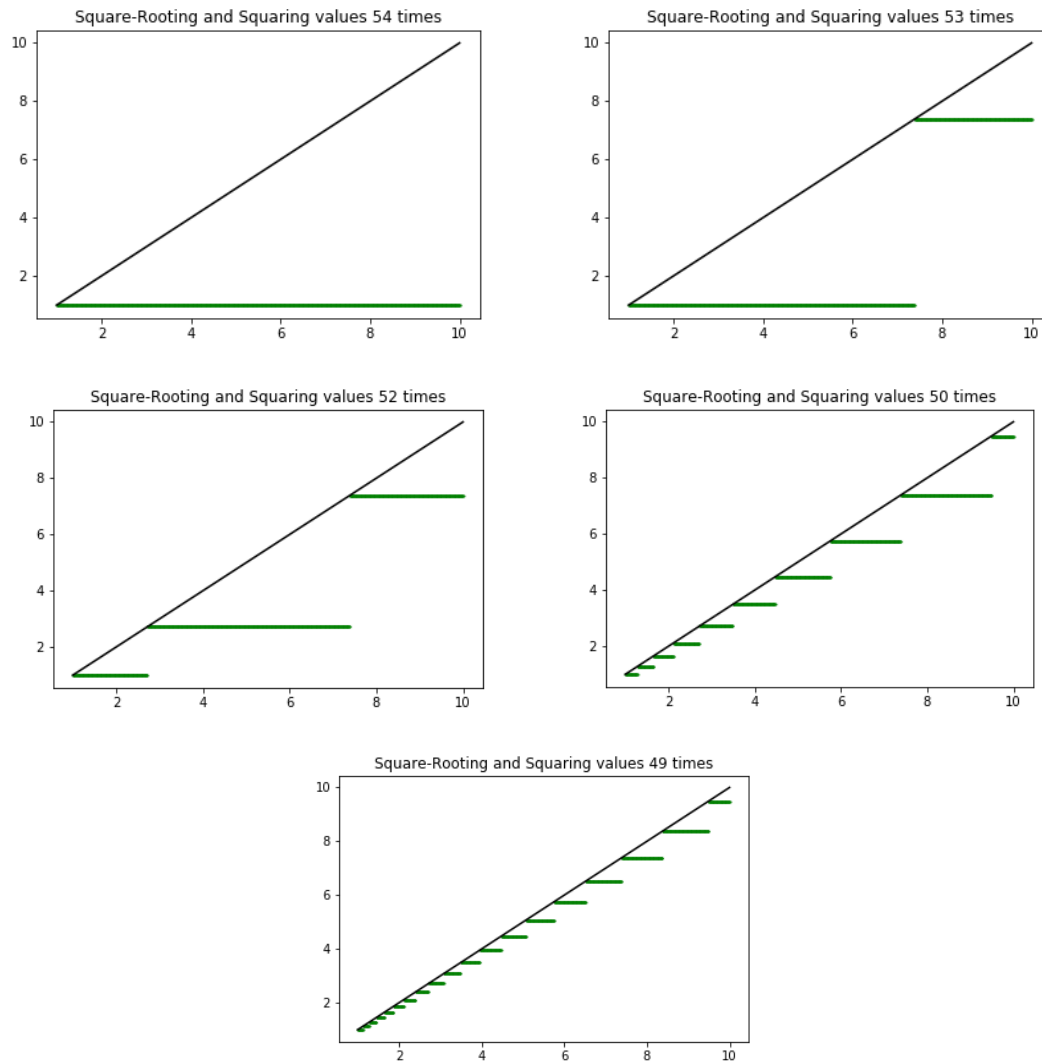 Square-Rooting and Squaring values 54 times
10
8
6
4
2
2 4 6 8 10
Square-Rooting and Squaring values 53 times
10
8
6
4
2
2 4 6 8 10
Square-Rooting and Squaring values 52 times
10
8
6
4
2
2 4 6 8 10
Square-Rooting and Squaring values 50 times
10
8
6
4
2
2 4 6 8 10
Square-Rooting and Squaring values 49 times
10
8
6
4
2
2 4 6 8 10